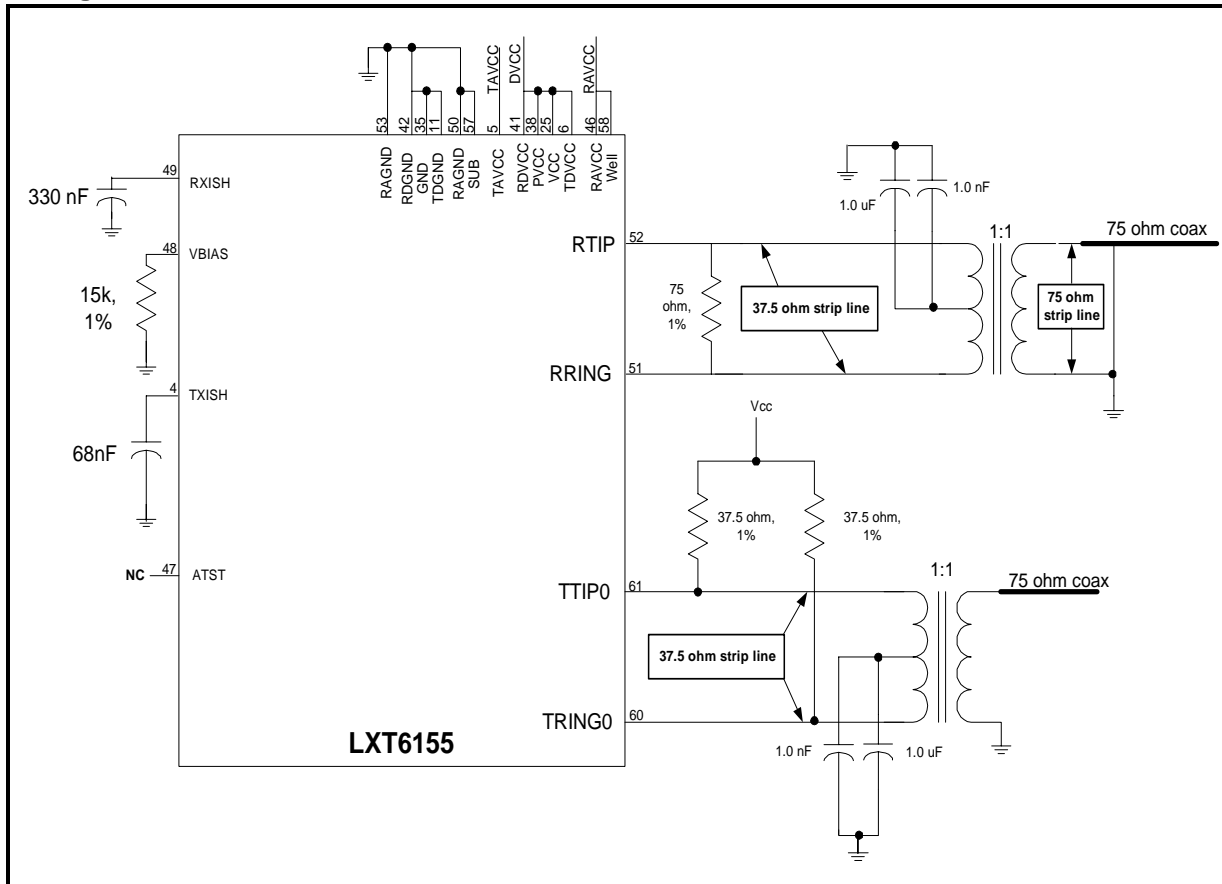 TAVCC
DVCC
RAVCC
53
42
35
11
50
57
5
41
38
25
6
46
58
RAGND
RDGND
GND
TDGND
RAGND
SUB
TAVCC
RDVCC
PVCC
VCC
TDVCC
RAVCC
Well
49
RXISH
330 nF
48
VBIAS
15k,
1%
4
TXISH
68nF
NC
47
ATST
LXT6155
1.0 uF
1.0 nF
RTIP
52
1:1
75 ohm coax
75
ohm,
1%
37.5 ohm strip line
75 ohm
strip line
RRING
51
Vcc
37.5 ohm,
1%
37.5 ohm,
1%
TTIP0
61
1:1
75 ohm coax
37.5 ohm strip line
TRING0
60
1.0 nF
1.0 uF